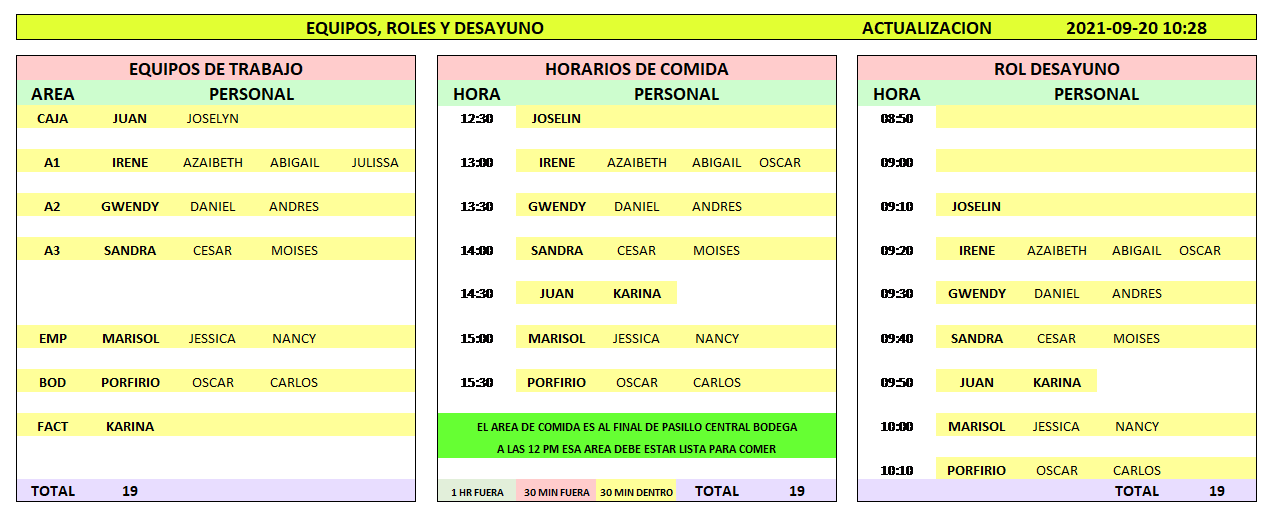 EQUIPOS, ROLES Y DESAYUNO ACTUALIZACION 2021-09-20 10:28
EQUIPOS DE TRABAJO
AREA PERSONAL
CAJA JUAN JOSELYN
A1 IRENE AZAIBETH ABIGAIL JULISSA
A2 GWENDY DANIEL ANDRES
A3 SANDRA CESAR MOISES
EMP MARISOL JESSICA NANCY
BOD PORFIRIO OSCAR CARLOS
FACT KARINA
TOTAL 19
HORARIOS DE COMIDA
HORA PERSONAL
12:30 JOSELIN
13:00 IRENE AZAIBETH ABIGAIL OSCAR
13:30 GWENDY DANIEL ANDRES
14:00 SANDRA CESAR MOISES
14:30 JUAN KARINA
15:00 MARISOL JESSICA NANCY
15:30 PORFIRIO OSCAR CARLOS
EL AREA DE COMIDA ES AL FINAL DE PASILLO CENTRAL BODEGA
A LAS 12 PM ESA AREA DEBE ESTAR LISTA PARA COMER
1 HR FUERA 30 MIN FUERA 30 MIN DENTRO TOTAL 19
ROL DESAYUNO
HORA PERSONAL
08:50
09:00
09:10 JOSELIN
09:20 IRENE AZAIBETH ABIGAIL OSCAR
09:30 GWENDY DANIEL ANDRES
09:40 SANDRA CESAR MOISES
09:50 JUAN KARINA
10:00 MARISOL JESSICA NANCY
10:10 PORFIRIO OSCAR CARLOS
TOTAL 19